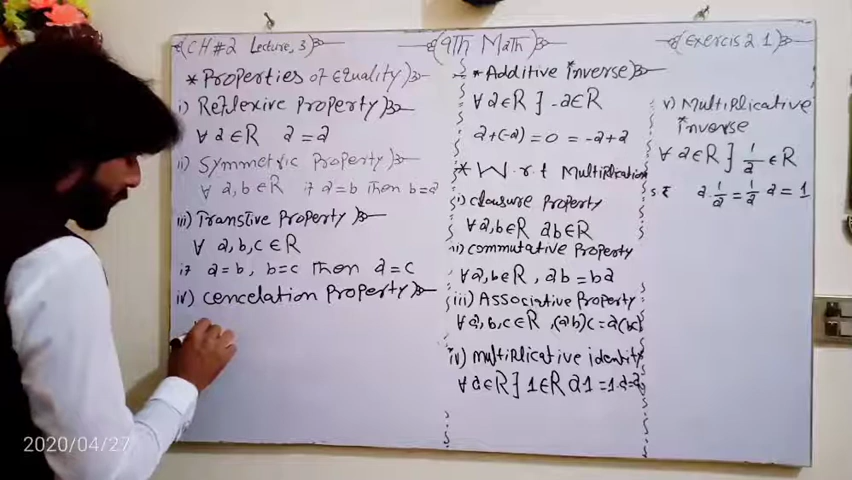 CH#2 Lecture, 3)
9TH Math)
(Exercis 2 1)
* Properties of Equality)
i) Reflexive Property)
∀ a ∈ R a = a
ii) Symmetric Property)
∀ a,b ∈ R if a=b Then b=a
iii) Transtive Property)
∀ a,b,c ∈ R
if a=b, b=c Then a=c
iv) Cencelation Property)
* Additive inverse)
∀ a∈R ] -a∈R
a+(-a) = 0 = -a+a
* W.r.t Multiplication
i) clausure Property
∀ a,b∈R ab∈R
ii) commutative Property
∀ a,b∈R, ab = ba
iii) Associative Property
∀ a,b,c∈R, (ab)c = a(bc)
iv) multiplicative identity
∀ a∈R ] 1∈R a1 = 1.a=a
v) Multiplicative
inverse
∀ a∈R ] 1/a ∈ R
s.t a.1/a = 1/a a = 1
2020/04/27